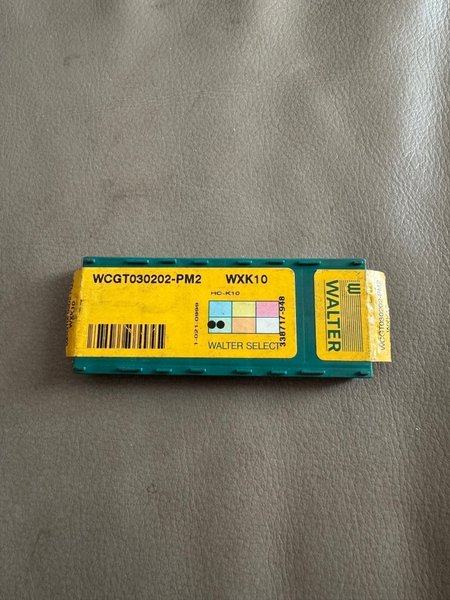 WCGT030202-PM2 WXK10
HC-K10
WALTER SELECT
338717-948
WALTER